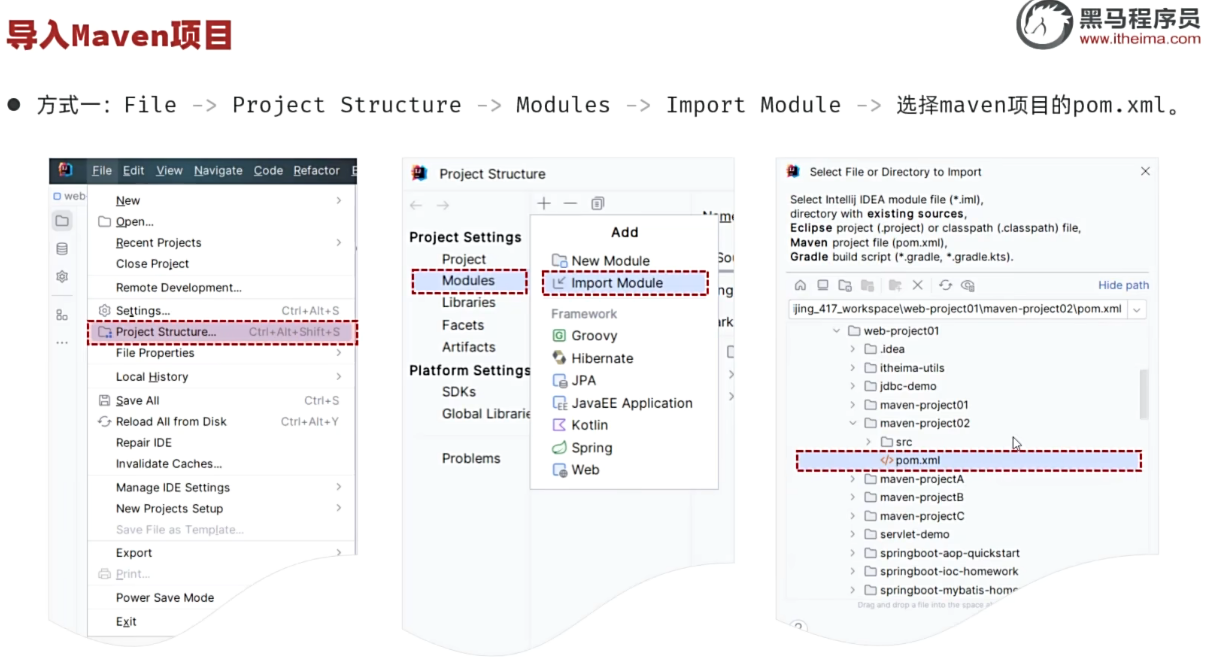 导入Maven项目
黑马程序员
www.itheima.com
● 方式一：File -> Project Structure -> Modules -> Import Module -> 选择maven项目的pom.xml。
File Edit View Navigate Code Refactor
web
New
Open...
Recent Projects
Close Project
Remote Development...
Settings... Ctrl+Alt+S
Project Structure... Ctrl+Alt+Shift+S
File Properties
Local History
Save All Ctrl+S
Reload All from Disk Ctrl+Alt+Y
Repair IDE
Invalidate Caches...
Manage IDE Settings
New Projects Setup
Save File as Template...
Export
Print...
Power Save Mode
Exit
Project Structure
Project Settings
Project
Modules
Libraries
Facets
Artifacts
Platform Settings
SDKs
Global Librarie
Problems
Add
New Module
Import Module
Framework
Groovy
Hibernate
JPA
JavaEE Application
Kotlin
Spring
Web
Select File or Directory to Import
Select Intellij IDEA module file (*.iml),
directory with existing sources,
Eclipse project (.project) or classpath (.classpath) file,
Maven project file (pom.xml),
Gradle build script (*.gradle, *.gradle.kts).
Hide path
ijing_417_workspace\web-project01\maven-project02\pom.xml
web-project01
.idea
itheima-utils
jdbc-demo
maven-project01
maven-project02
src
pom.xml
maven-projectA
maven-projectB
maven-projectC
servlet-demo
springboot-aop-quickstart
springboot-ioc-homework
springboot-mybatis-home
Drag and drop a file into the space